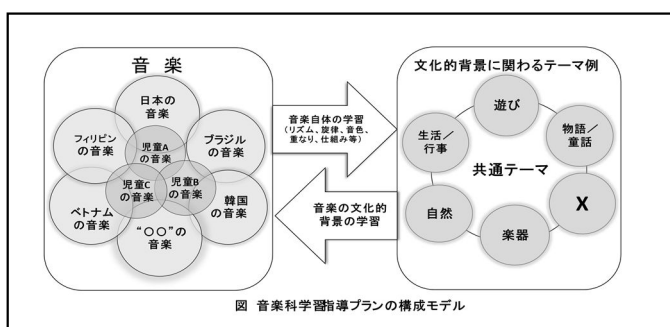 音楽
日本の
音楽
フィリピン
の音楽
ブラジル
の音楽
児童A
の音楽
児童C
の音楽
児童B
の音楽
ベトナム
の音楽
韓国
の音楽
“〇〇”の
音楽
音楽自体の学習
(リズム、旋律、音色、
重なり、仕組み等)
音楽の文化的
背景の学習
文化的背景に関わるテーマ例
遊び
生活/
行事
物語/
童話
共通テーマ
自然
X
楽器
図 音楽科学習指導プランの構成モデル